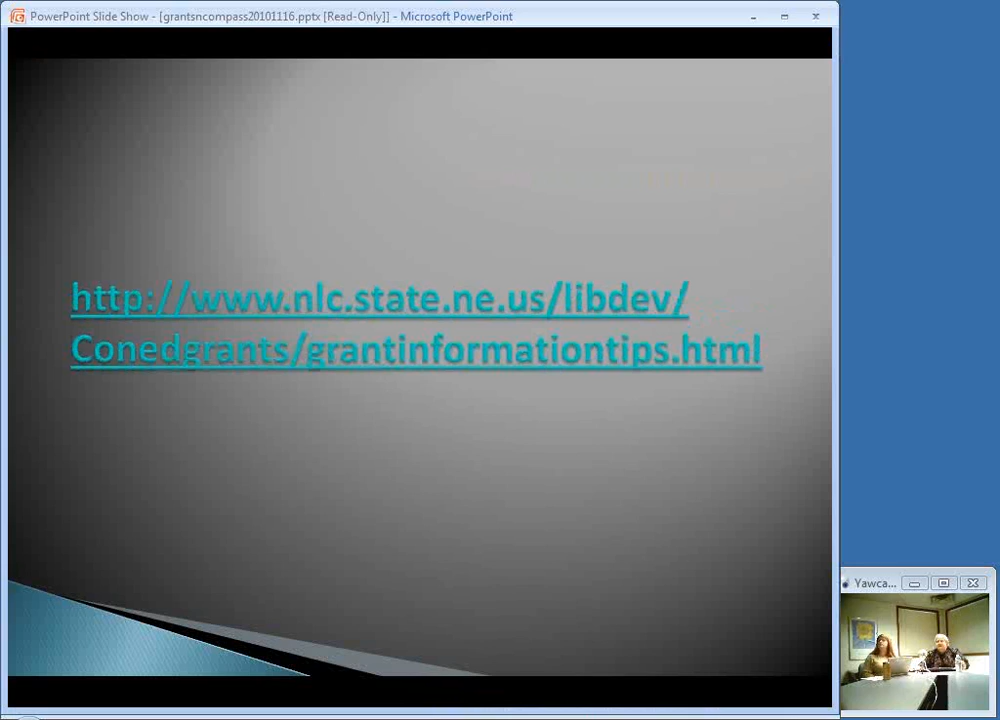 PowerPoint Slide Show - [grantsncompass20101116.pptx [Read-Only]] - Microsoft PowerPoint
http://www.nlc.state.ne.us/libdev/
Conedgrants/grantinformationtips.html
Yawca...